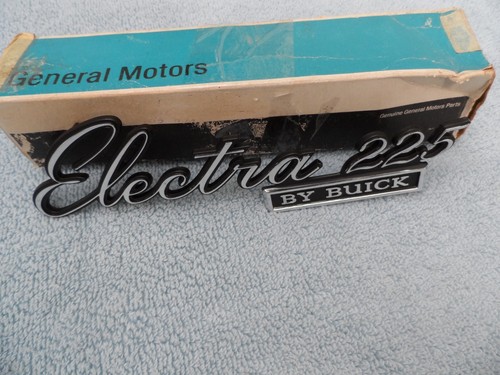 General Motors
Genuine General Motors Parts
Electra 225
BY BUICK